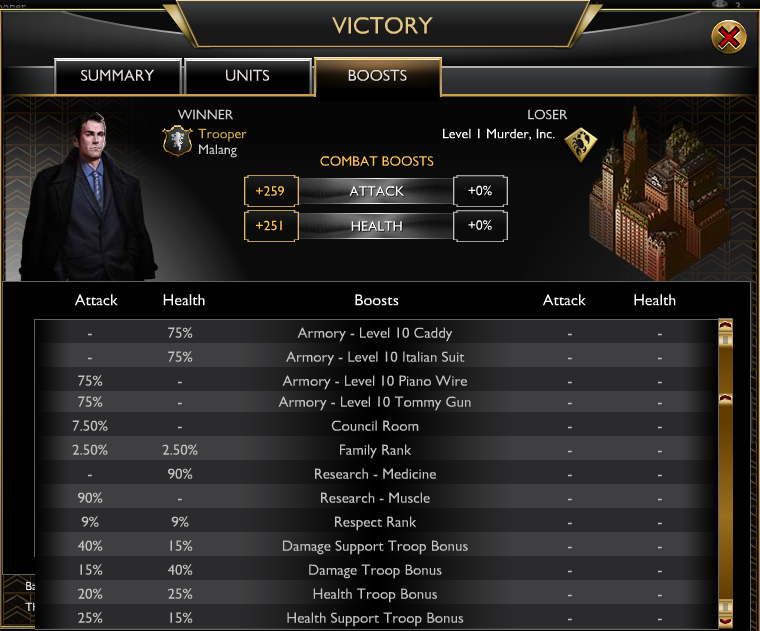 VICTORY
SUMMARY UNITS BOOSTS
WINNER LOSER
Trooper Level 1 Murder, Inc.
Malang
COMBAT BOOSTS
+259 ATTACK +0%
+251 HEALTH +0%
Attack Health Boosts Attack Health
- 75% Armory - Level 10 Caddy - -
- 75% Armory - Level 10 Italian Suit - -
75% - Armory - Level 10 Piano Wire - -
75% - Armory - Level 10 Tommy Gun - -
7.50% - Council Room - -
2.50% 2.50% Family Rank - -
- 90% Research - Medicine - -
90% - Research - Muscle - -
9% 9% Respect Rank - -
40% 15% Damage Support Troop Bonus - -
15% 40% Damage Troop Bonus - -
20% 25% Health Troop Bonus - -
25% 15% Health Support Troop Bonus - -